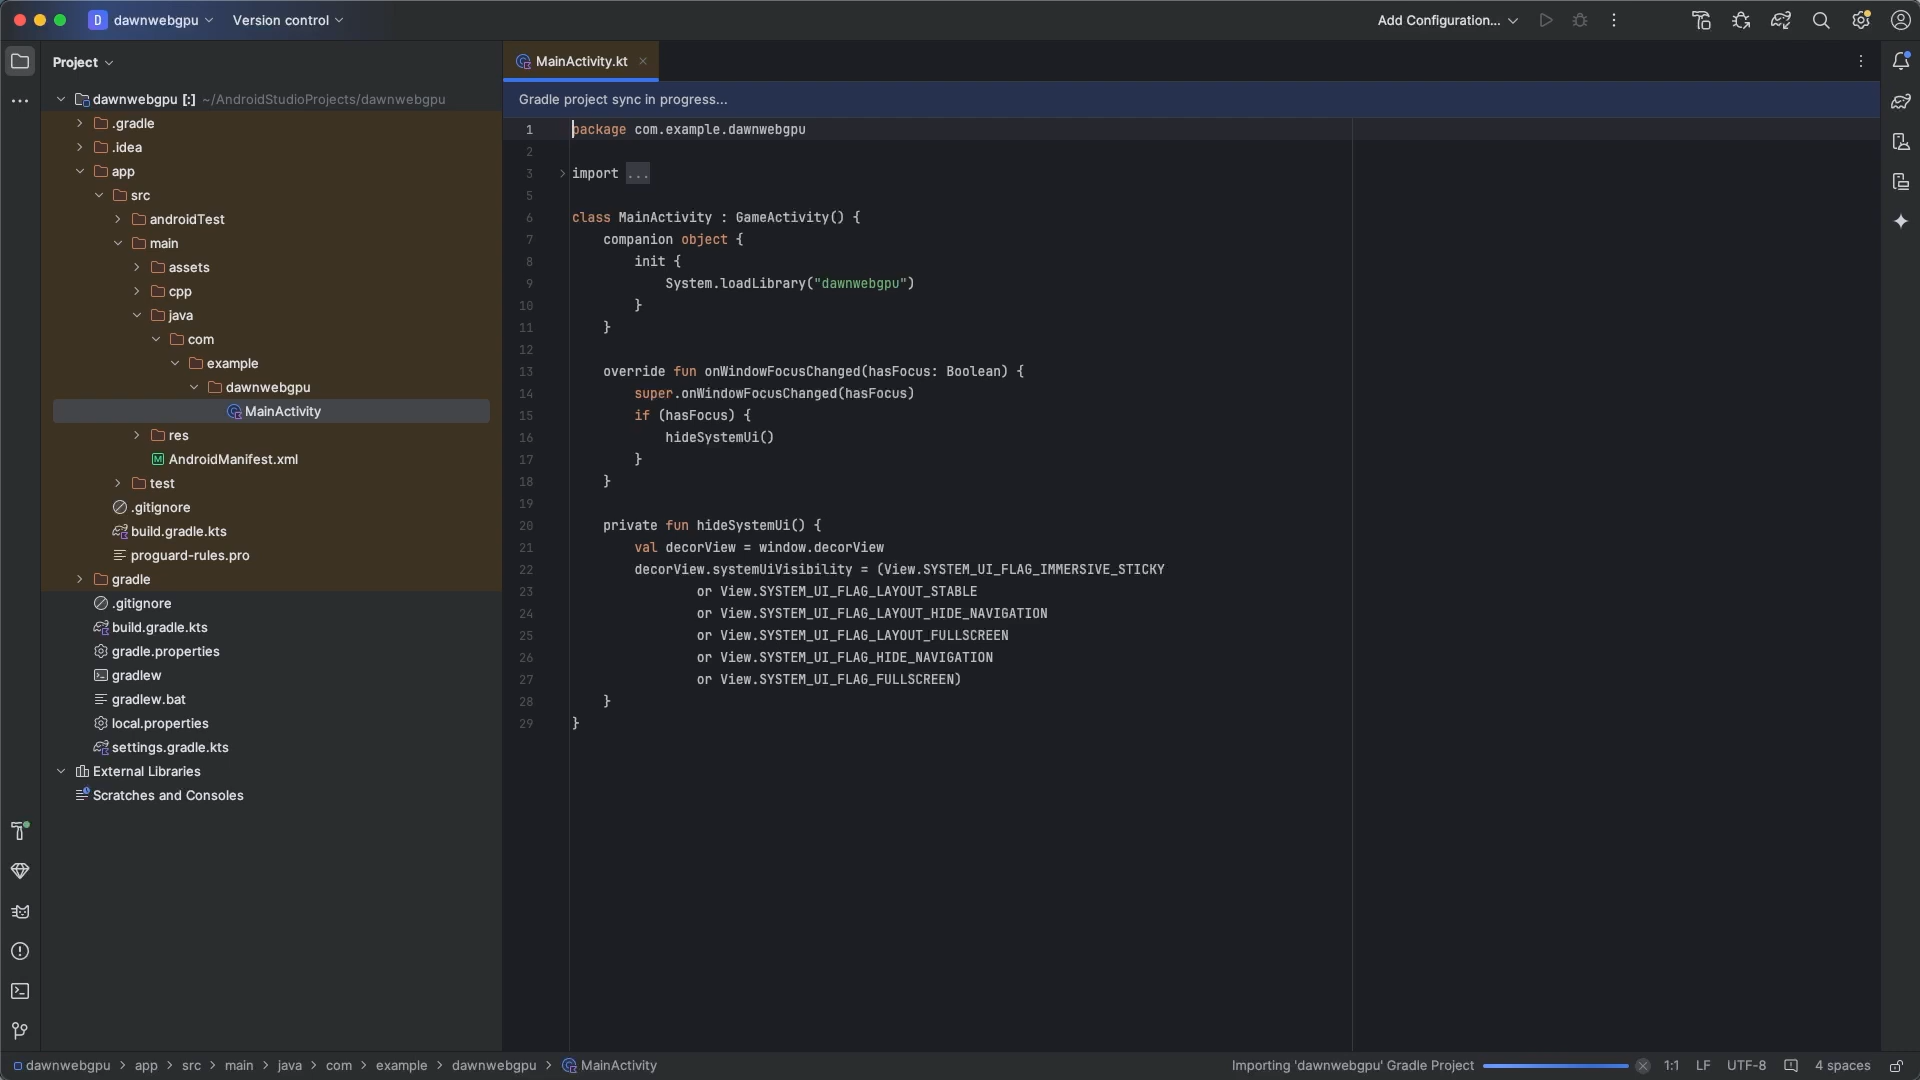 D dawnwebgpu Version control Add Configuration...
Project
MainActivity.kt
dawnwebgpu [:] ~/AndroidStudioProjects/dawnwebgpu
Gradle project sync in progress...
.gradle
.idea
app
src
androidTest
main
assets
cpp
java
com
example
dawnwebgpu
MainActivity
res
AndroidManifest.xml
test
.gitignore
build.gradle.kts
proguard-rules.pro
gradle
.gitignore
build.gradle.kts
gradle.properties
gradlew
gradlew.bat
local.properties
settings.gradle.kts
External Libraries
Scratches and Consoles
1 package com.example.dawnwebgpu
2
3 import ...
5
6 class MainActivity : GameActivity() {
7 companion object {
8 init {
9 System.loadLibrary("dawnwebgpu")
10 }
11 }
12
13 override fun onWindowFocusChanged(hasFocus: Boolean) {
14 super.onWindowFocusChanged(hasFocus)
15 if (hasFocus) {
16 hideSystemUi()
17 }
18 }
19
20 private fun hideSystemUi() {
21 val decorView = window.decorView
22 decorView.systemUiVisibility = (View.SYSTEM_UI_FLAG_IMMERSIVE_STICKY
23 or View.SYSTEM_UI_FLAG_LAYOUT_STABLE
24 or View.SYSTEM_UI_FLAG_LAYOUT_HIDE_NAVIGATION
25 or View.SYSTEM_UI_FLAG_LAYOUT_FULLSCREEN
26 or View.SYSTEM_UI_FLAG_HIDE_NAVIGATION
27 or View.SYSTEM_UI_FLAG_FULLSCREEN)
28 }
29 }
dawnwebgpu > app > src > main > java > com > example > dawnwebgpu > MainActivity Importing 'dawnwebgpu' Gradle Project 1:1 LF UTF-8 4 spaces